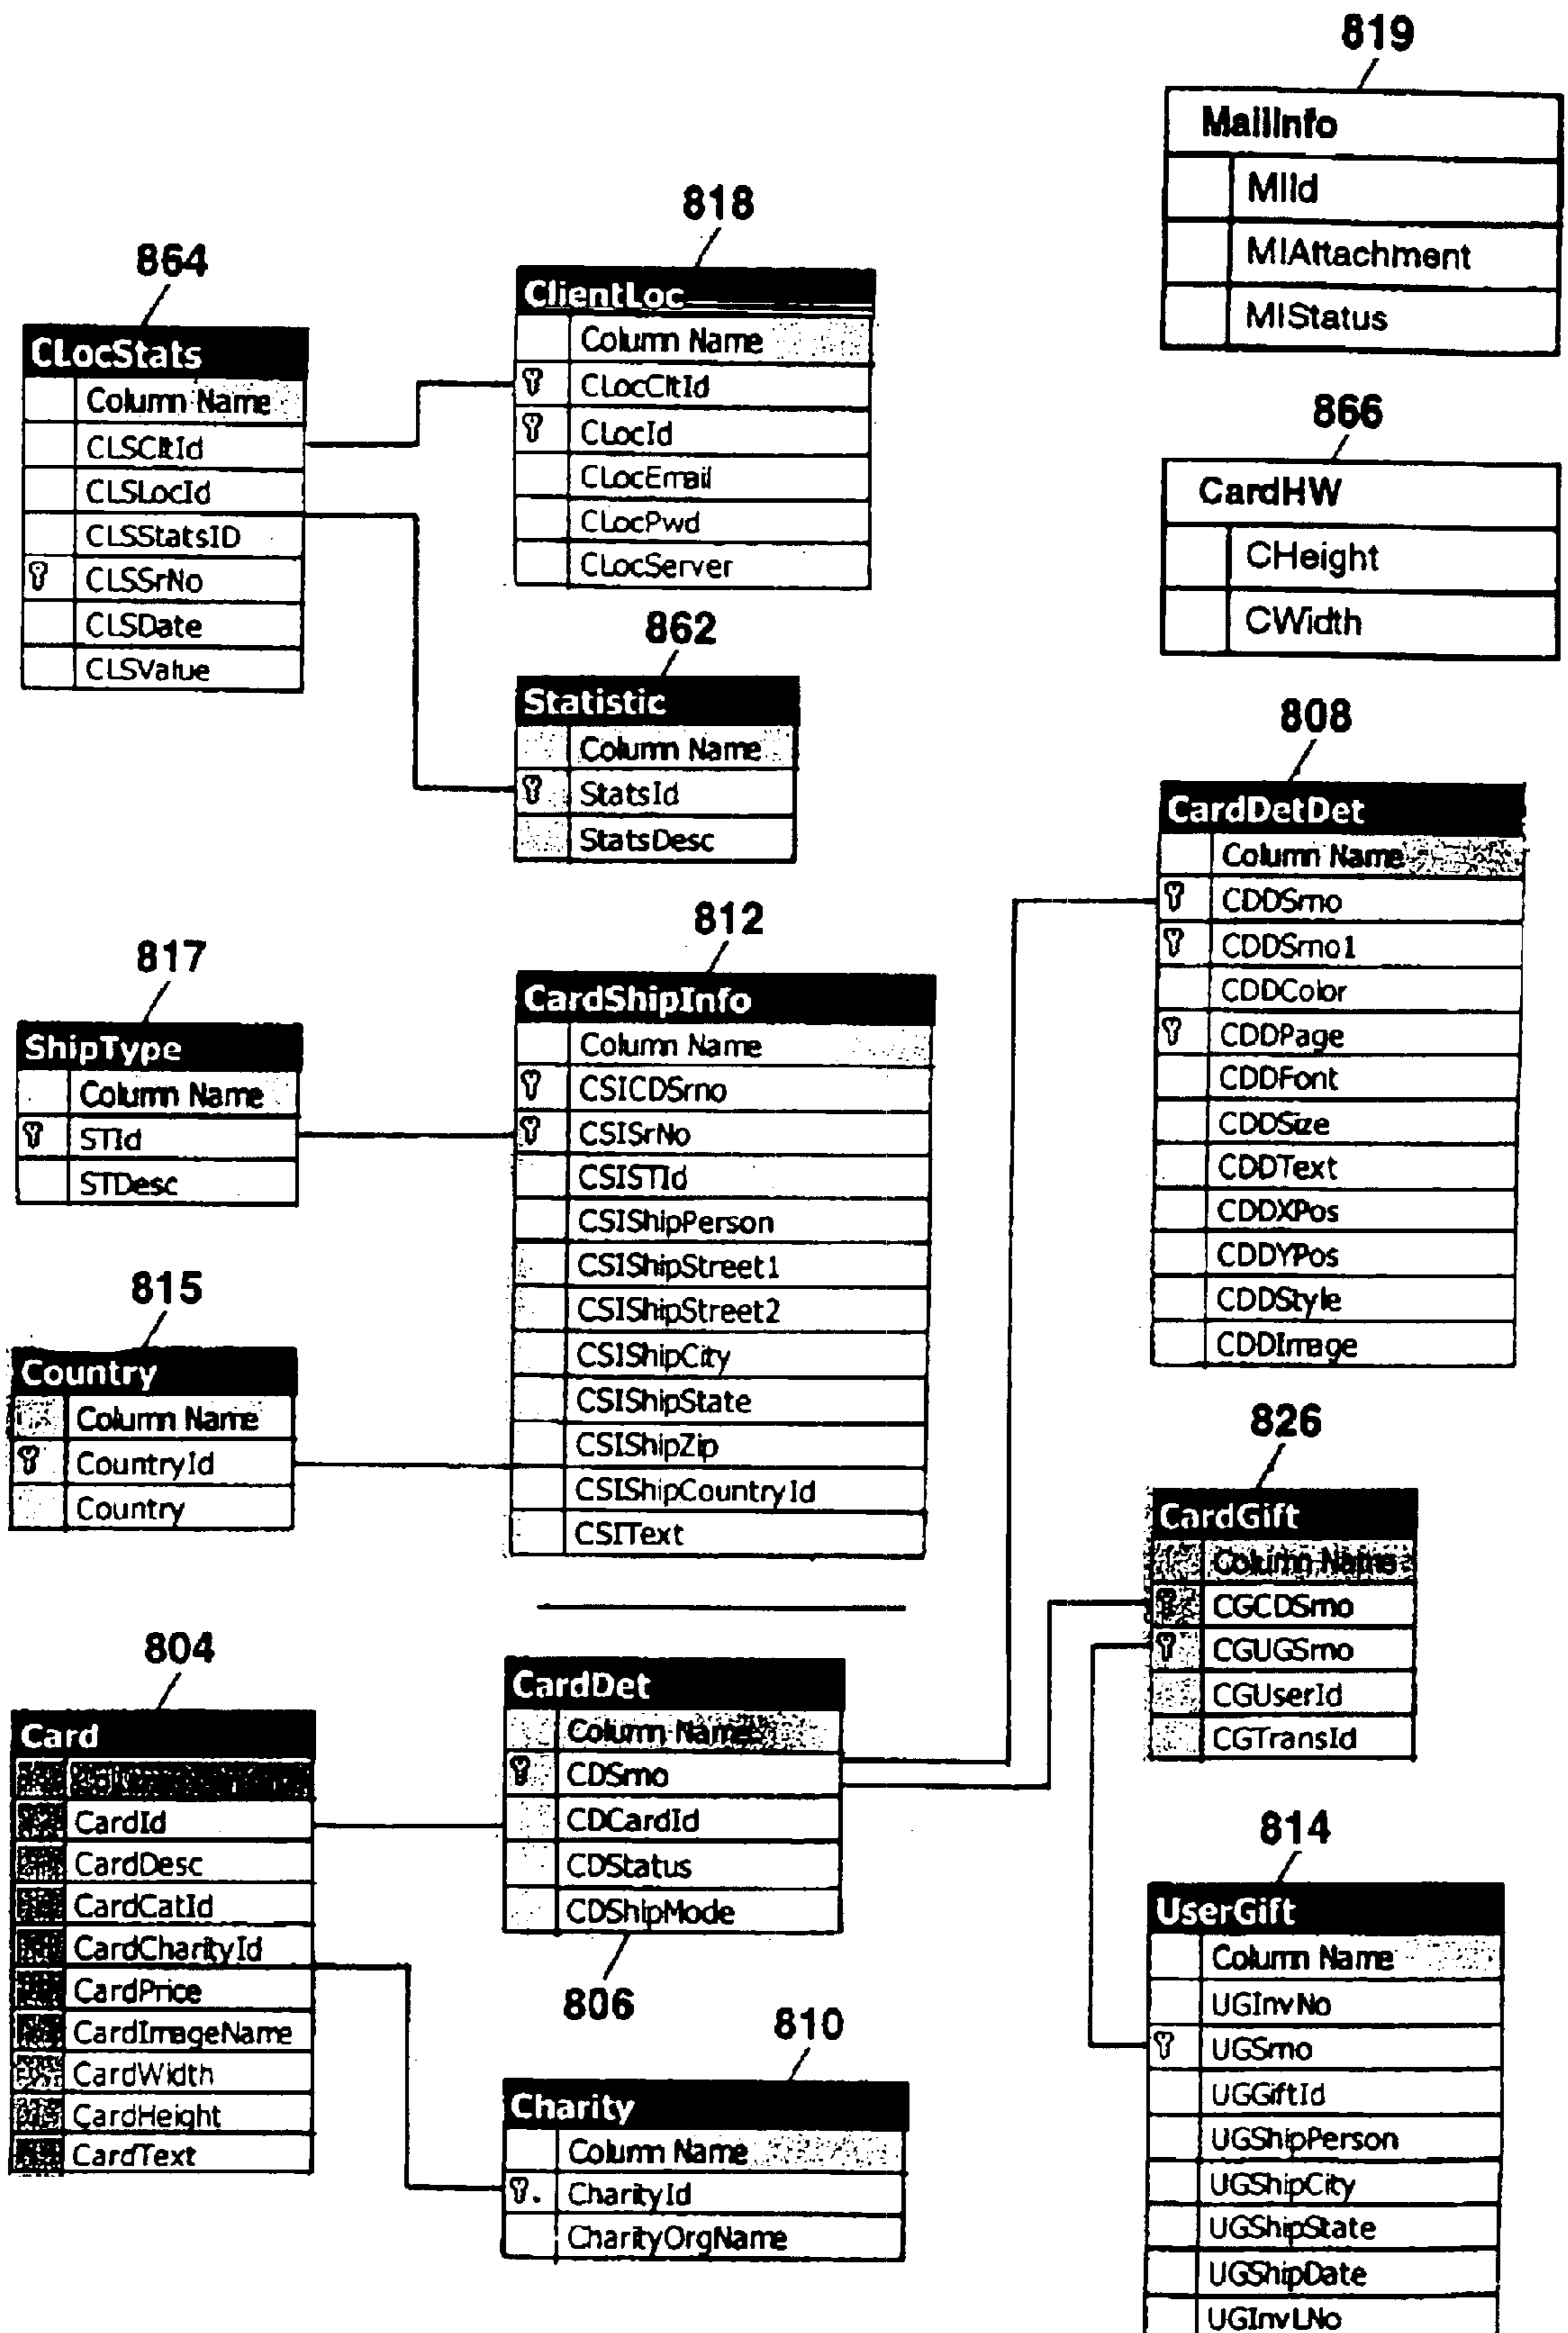 819
MailInfo
MIId
MIAttachment
MIStatus
818
ClientLoc
Column Name
CLocCltId
CLocId
CLocEmail
CLocPwd
CLocServer
864
CLocStats
Column Name
CLSCltId
CLSLocId
CLSStatsID
CLSSrNo
CLSDate
CLSValue
866
CardHW
CHeight
CWidth
862
Statistic
Column Name
StatsId
StatsDesc
808
CardDetDet
Column Name
CDDSrno
CDDSrno1
CDDColor
CDDPage
CDDFont
CDDSize
CDDText
CDDXPos
CDDYPos
CDDStyle
CDDImage
812
CardShipInfo
Column Name
CSICDSrno
CSISrNo
CSISTId
CSIShipPerson
CSIShipStreet1
CSIShipStreet2
CSIShipCity
CSIShipState
CSIShipZip
CSIShipCountryId
CSIText
817
ShipType
Column Name
STId
STDesc
815
Country
Column Name
CountryId
Country
826
CardGift
Column Name
CGCDSrno
CGUGSrno
CGUserId
CGTransId
804
Card
CardId
CardDesc
CardCatId
CardCharityId
CardPrice
CardImageName
CardWidth
CardHeight
CardText
CardDet
Column Name
CDSrno
CDCardId
CDStatus
CDShipMode
806
810
Charity
Column Name
CharityId
CharityOrgName
814
UserGift
Column Name
UGInvNo
UGSrno
UGGiftId
UGShipPerson
UGShipCity
UGShipState
UGShipDate
UGInvLNo